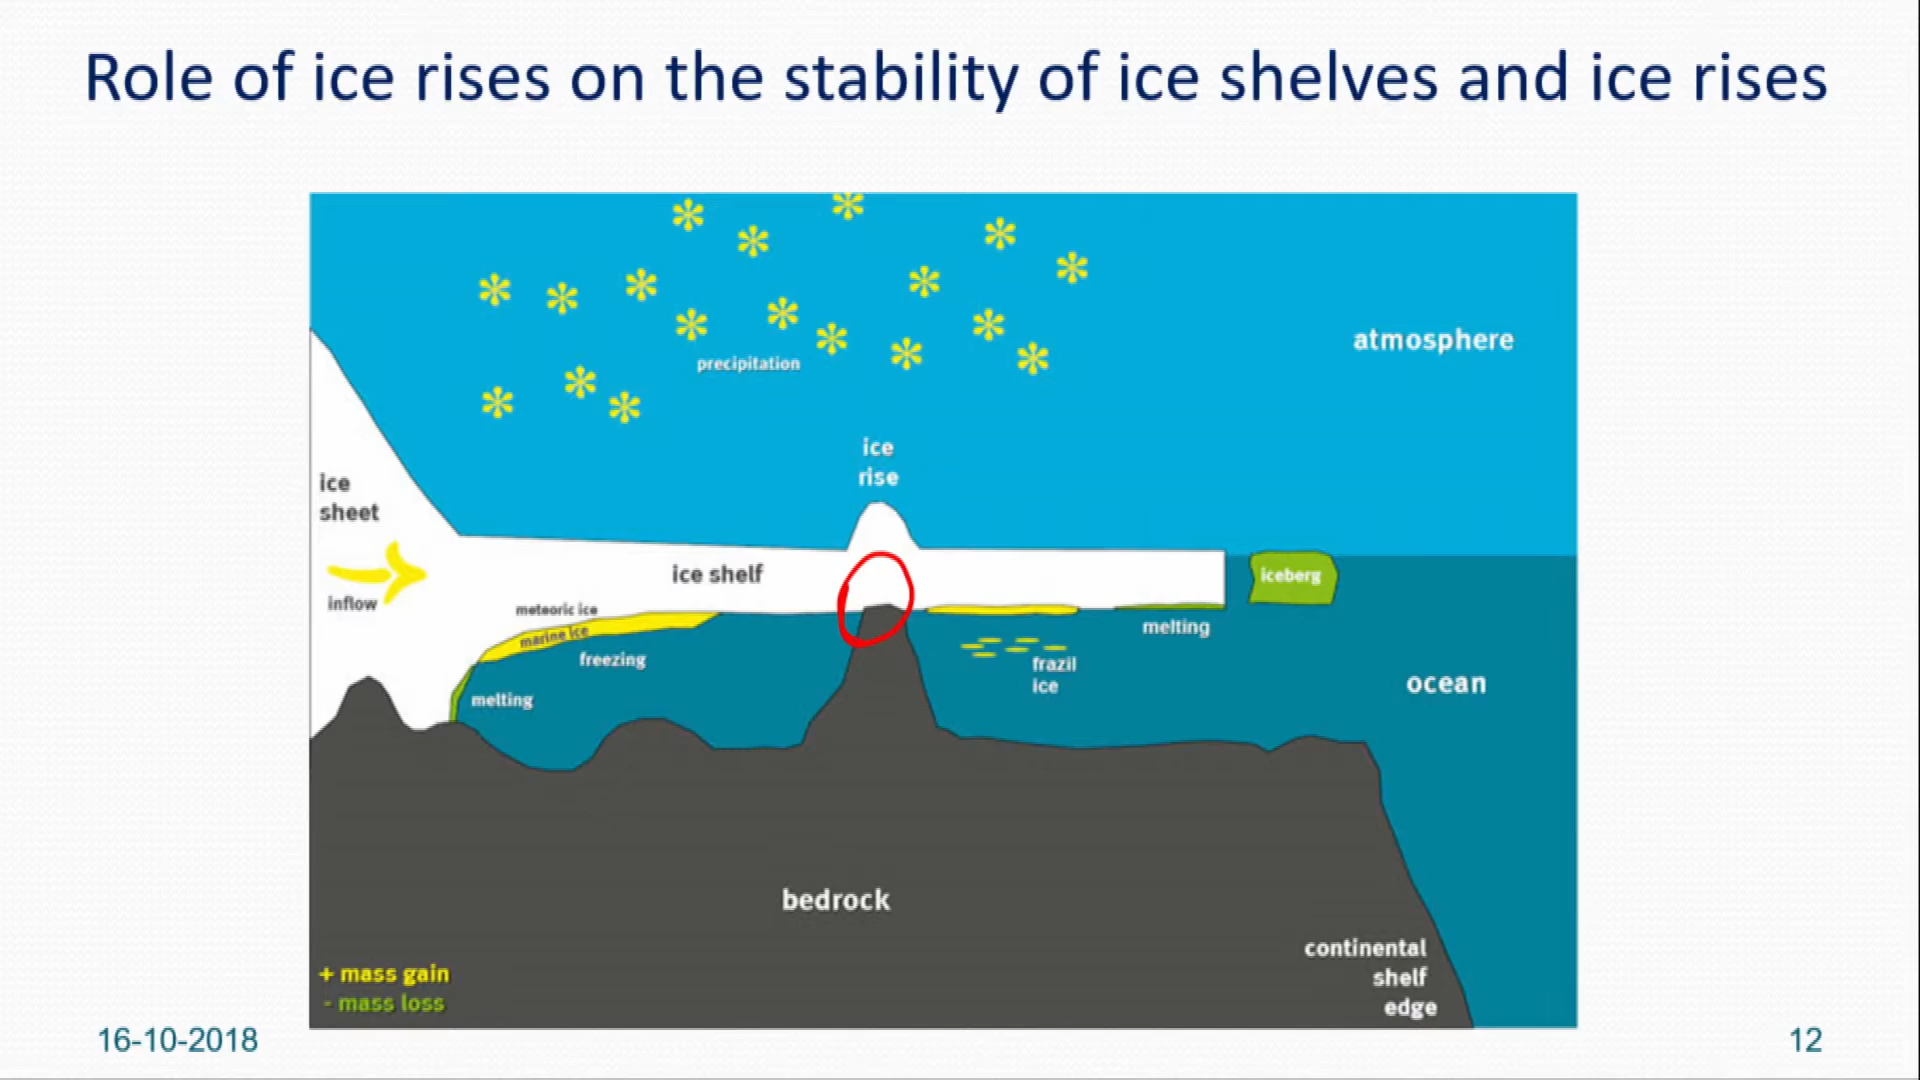 Role of ice rises on the stability of ice shelves and ice rises
precipitation
atmosphere
ice
rise
ice
sheet
inflow
ice shelf
iceberg
meteoric ice
marine ice
freezing
melting
melting
frazil
ice
ocean
bedrock
continental
shelf
edge
+ mass gain
- mass loss
16-10-2018
12